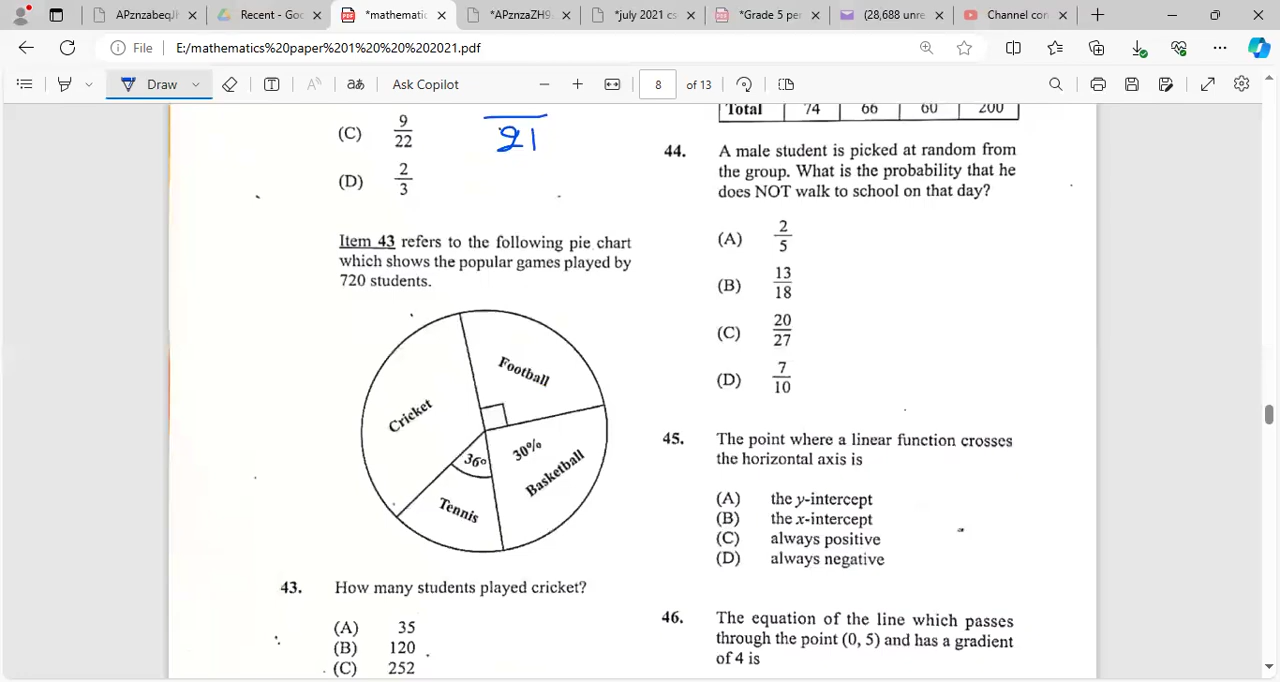 APznzabeqJł
Recent - Goc
*mathematic
*APznzaZH9
*july 2021 cs
*Grade 5 per
(28,688 unre
Channel con
File
E:/mathematics%20paper%201%20%20%202021.pdf
Draw
aあ
Ask Copilot
8
of 13
(C) 9/22
21
(D) 2/3
Item 43 refers to the following pie chart
which shows the popular games played by
720 students.
Football
Cricket
30%
Basketball
36°
Tennis
43. How many students played cricket?
(A) 35
(B) 120
(C) 252
Total 74 66 60 200
44. A male student is picked at random from
the group. What is the probability that he
does NOT walk to school on that day?
(A) 2/5
(B) 13/18
(C) 20/27
(D) 7/10
45. The point where a linear function crosses
the horizontal axis is
(A) the y-intercept
(B) the x-intercept
(C) always positive
(D) always negative
46. The equation of the line which passes
through the point (0, 5) and has a gradient
of 4 is